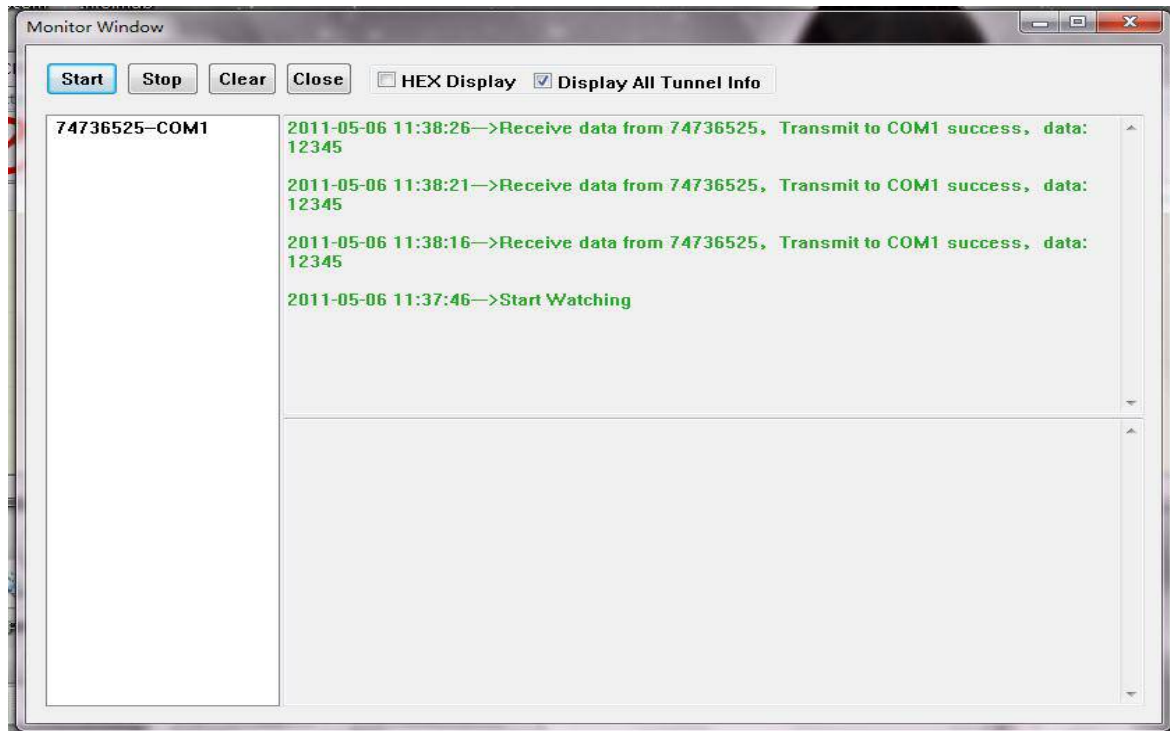 Monitor Window
Start Stop Clear Close HEX Display Display All Tunnel Info
74736525--COM1
2011-05-06 11:38:26-->Receive data from 74736525， Transmit to COM1 success， data:
12345
2011-05-06 11:38:21-->Receive data from 74736525， Transmit to COM1 success， data:
12345
2011-05-06 11:38:16-->Receive data from 74736525， Transmit to COM1 success， data:
12345
2011-05-06 11:37:46-->Start Watching